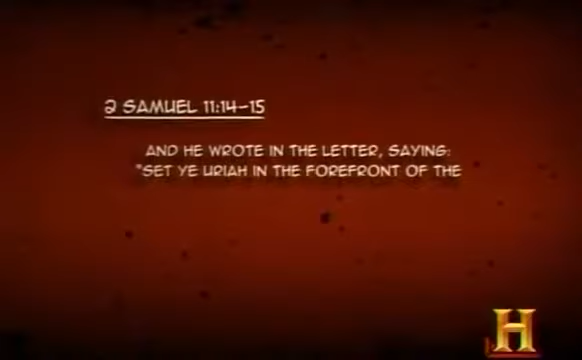 2 SAMUEL 11:14-15
AND HE WROTE IN THE LETTER, SAYING:
"SET YE URIAH IN THE FOREFRONT OF THE
H